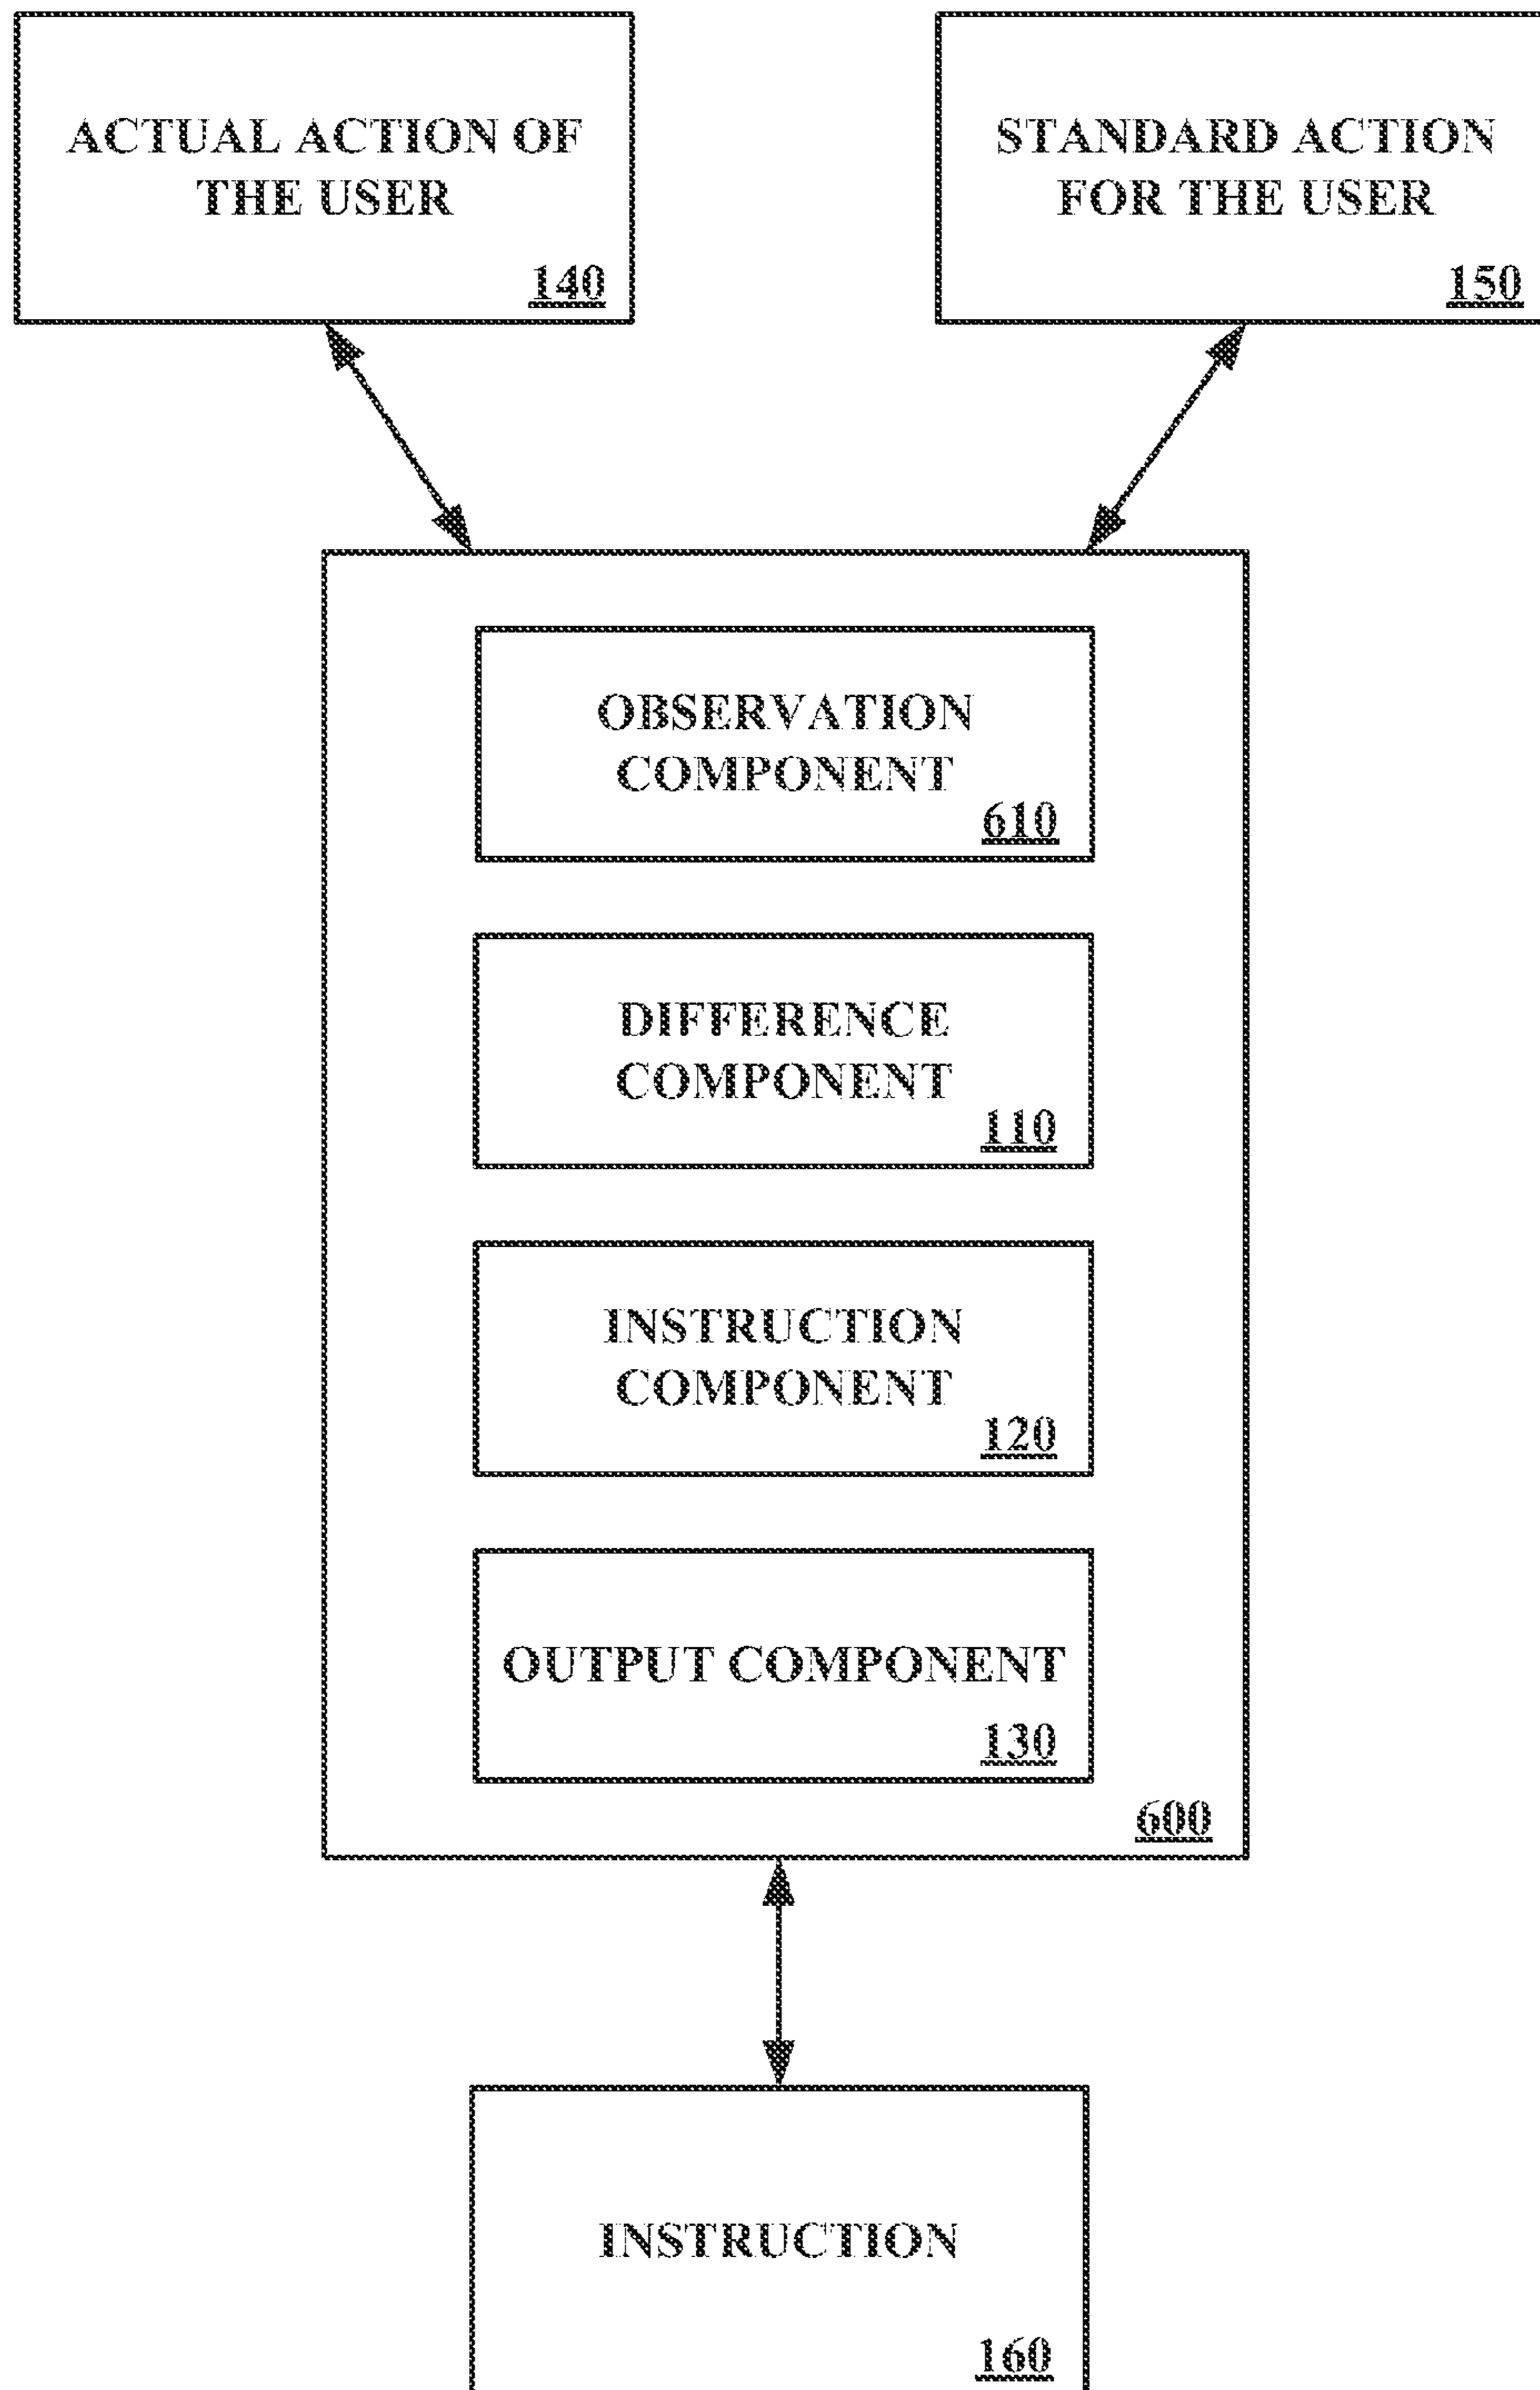 ACTUAL ACTION OF
THE USER
140
STANDARD ACTION
FOR THE USER
150
OBSERVATION
COMPONENT
610
DIFFERENCE
COMPONENT
110
INSTRUCTION
COMPONENT
120
OUTPUT COMPONENT
130
600
INSTRUCTION
160